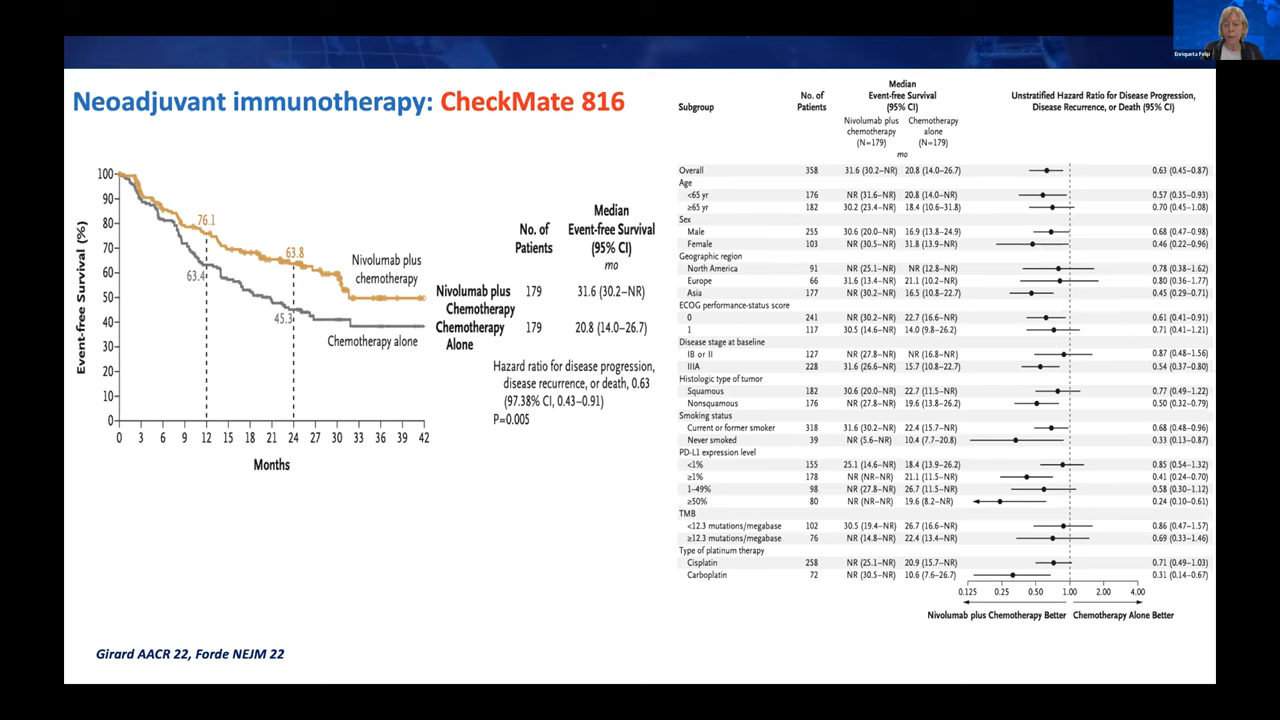 Enriqueta Felip
Neoadjuvant immunotherapy: CheckMate 816
Event-free Survival (%)
100
90
80
70
60
50
40
30
20
10
0
76.1
63.4
63.8
45.3
Nivolumab plus
chemotherapy
Chemotherapy alone
0 3 6 9 12 15 18 21 24 27 30 33 36 39 42
Months
No. of
Patients
Median
Event-free Survival
(95% CI)
mo
Nivolumab plus
Chemotherapy
179 31.6 (30.2–NR)
Chemotherapy
Alone
179 20.8 (14.0–26.7)
Hazard ratio for disease progression,
disease recurrence, or death, 0.63
(97.38% CI, 0.43–0.91)
P=0.005
Subgroup
No. of
Patients
Median
Event-free Survival
(95% CI)
Nivolumab plus
chemotherapy
(N=179)
Chemotherapy
alone
(N=179)
mo
Unstratified Hazard Ratio for Disease Progression,
Disease Recurrence, or Death (95% CI)
Overall 358 31.6 (30.2–NR) 20.8 (14.0–26.7) 0.63 (0.45–0.87)
Age
<65 yr 176 NR (31.6–NR) 20.8 (14.0–NR) 0.57 (0.35–0.93)
≥65 yr 182 30.2 (23.4–NR) 18.4 (10.6–31.8) 0.70 (0.45–1.08)
Sex
Male 255 30.6 (20.0–NR) 16.9 (13.8–24.9) 0.68 (0.47–0.98)
Female 103 NR (30.5–NR) 31.8 (13.9–NR) 0.46 (0.22–0.96)
Geographic region
North America 91 NR (25.1–NR) NR (12.8–NR) 0.78 (0.38–1.62)
Europe 66 31.6 (13.4–NR) 21.1 (10.2–NR) 0.80 (0.36–1.77)
Asia 177 NR (30.2–NR) 16.5 (10.8–22.7) 0.45 (0.29–0.71)
ECOG performance-status score
0 241 NR (30.2–NR) 22.7 (16.6–NR) 0.61 (0.41–0.91)
1 117 30.5 (14.6–NR) 14.0 (9.8–26.2) 0.71 (0.41–1.21)
Disease stage at baseline
IB or II 127 NR (27.8–NR) NR (16.8–NR) 0.87 (0.48–1.56)
IIIA 228 31.6 (26.6–NR) 15.7 (10.8–22.7) 0.54 (0.37–0.80)
Histologic type of tumor
Squamous 182 30.6 (20.0–NR) 22.7 (11.5–NR) 0.77 (0.49–1.22)
Nonsquamous 176 NR (27.8–NR) 19.6 (13.8–26.2) 0.50 (0.32–0.79)
Smoking status
Current or former smoker 318 31.6 (30.2–NR) 22.4 (15.7–NR) 0.68 (0.48–0.96)
Never smoked 39 NR (5.6–NR) 10.4 (7.7–20.8) 0.33 (0.13–0.87)
PD-L1 expression level
<1% 155 25.1 (14.6–NR) 18.4 (13.9–26.2) 0.85 (0.54–1.32)
≥1% 178 NR (NR–NR) 21.1 (11.5–NR) 0.41 (0.24–0.70)
1–49% 98 NR (27.8–NR) 26.7 (11.5–NR) 0.58 (0.30–1.12)
≥50% 80 NR (NR–NR) 19.6 (8.2–NR) 0.24 (0.10–0.61)
TMB
<12.3 mutations/megabase 102 30.5 (19.4–NR) 26.7 (16.6–NR) 0.86 (0.47–1.57)
≥12.3 mutations/megabase 76 NR (14.8–NR) 22.4 (13.4–NR) 0.69 (0.33–1.46)
Type of platinum therapy
Cisplatin 258 NR (25.1–NR) 20.9 (15.7–NR) 0.71 (0.49–1.03)
Carboplatin 72 NR (30.5–NR) 10.6 (7.6–26.7) 0.31 (0.14–0.67)
0.125 0.25 0.50 1.00 2.00 4.00
Nivolumab plus Chemotherapy Better Chemotherapy Alone Better
Girard AACR 22, Forde NEJM 22